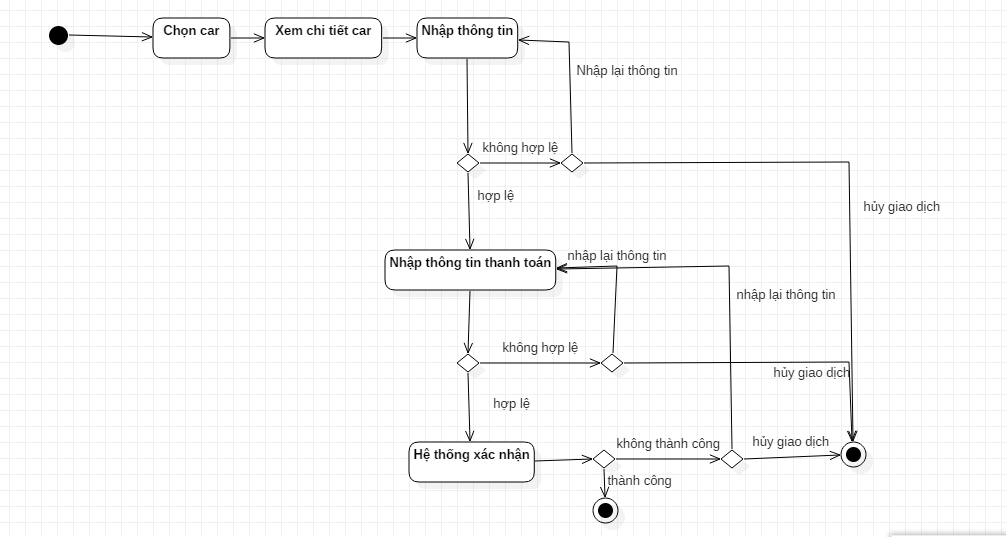 Chọn car
Xem chi tiết car
Nhập thông tin
Nhập lại thông tin
không hợp lệ
hợp lệ
hủy giao dịch
nhập lại thông tin
Nhập thông tin thanh toán
nhập lại thông tin
không hợp lệ
hủy giao dịch
hợp lệ
không thành công
hủy giao dịch
Hệ thống xác nhận
thành công